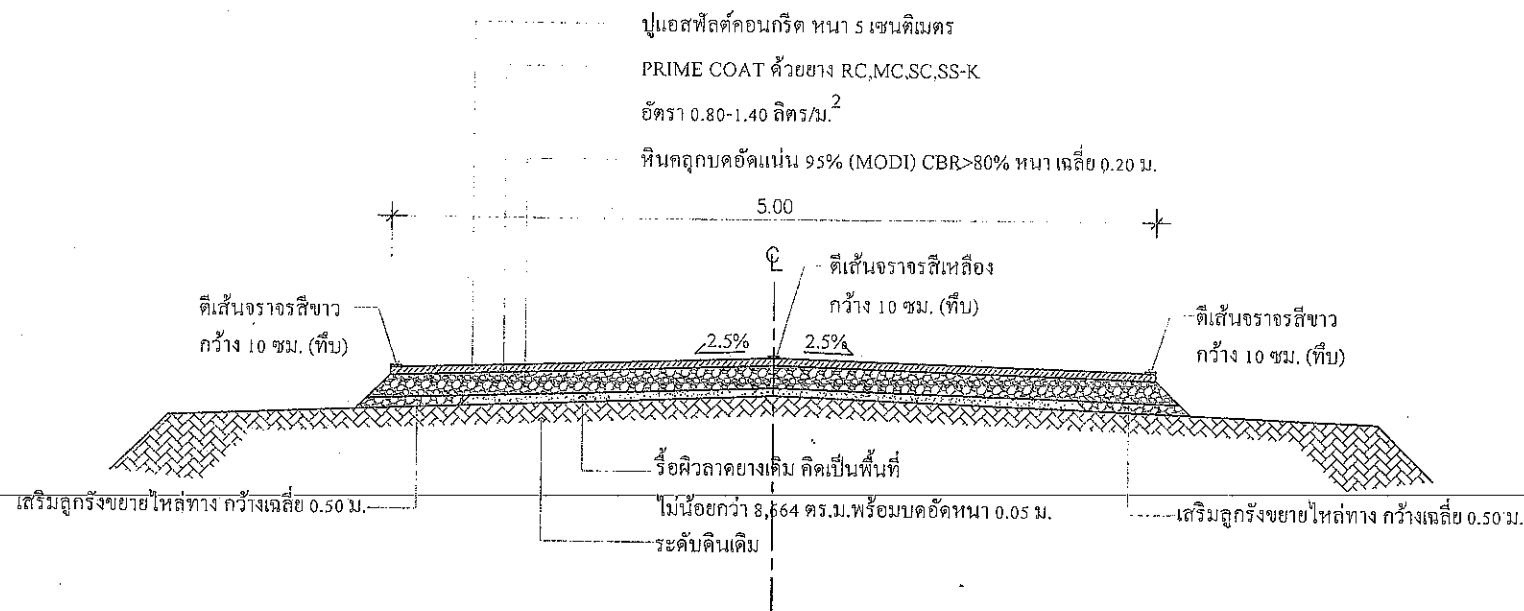 ปูแอสฟัลต์คอนกรีต หนา 5 เซนติเมตร
PRIME COAT ด้วยยาง RC,MC,SC,SS-K
อัตรา 0.80-1.40 ลิตร/ม.2
หินคลุกบดอัดแน่น 95% (MODI) CBR>80% หนา เฉลี่ย 0.20 ม.
5.00
ตีเส้นจราจรสีเหลือง
กว้าง 10 ซม. (ทึบ)
ตีเส้นจราจรสีขาว
กว้าง 10 ซม. (ทึบ)
2.5%
2.5%
ตีเส้นจราจรสีขาว
กว้าง 10 ซม. (ทึบ)
รื้อผิวลาดยางเดิม คิดเป็นพื้นที่
ไม่น้อยกว่า 8,664 ตร.ม.พร้อมบดอัดหนา 0.05 ม.
เสริมลูกรังขยายไหล่ทาง กว้างเฉลี่ย 0.50 ม.
เสริมลูกรังขยายไหล่ทาง กว้างเฉลี่ย 0.50 ม.
ระดับดินเดิม